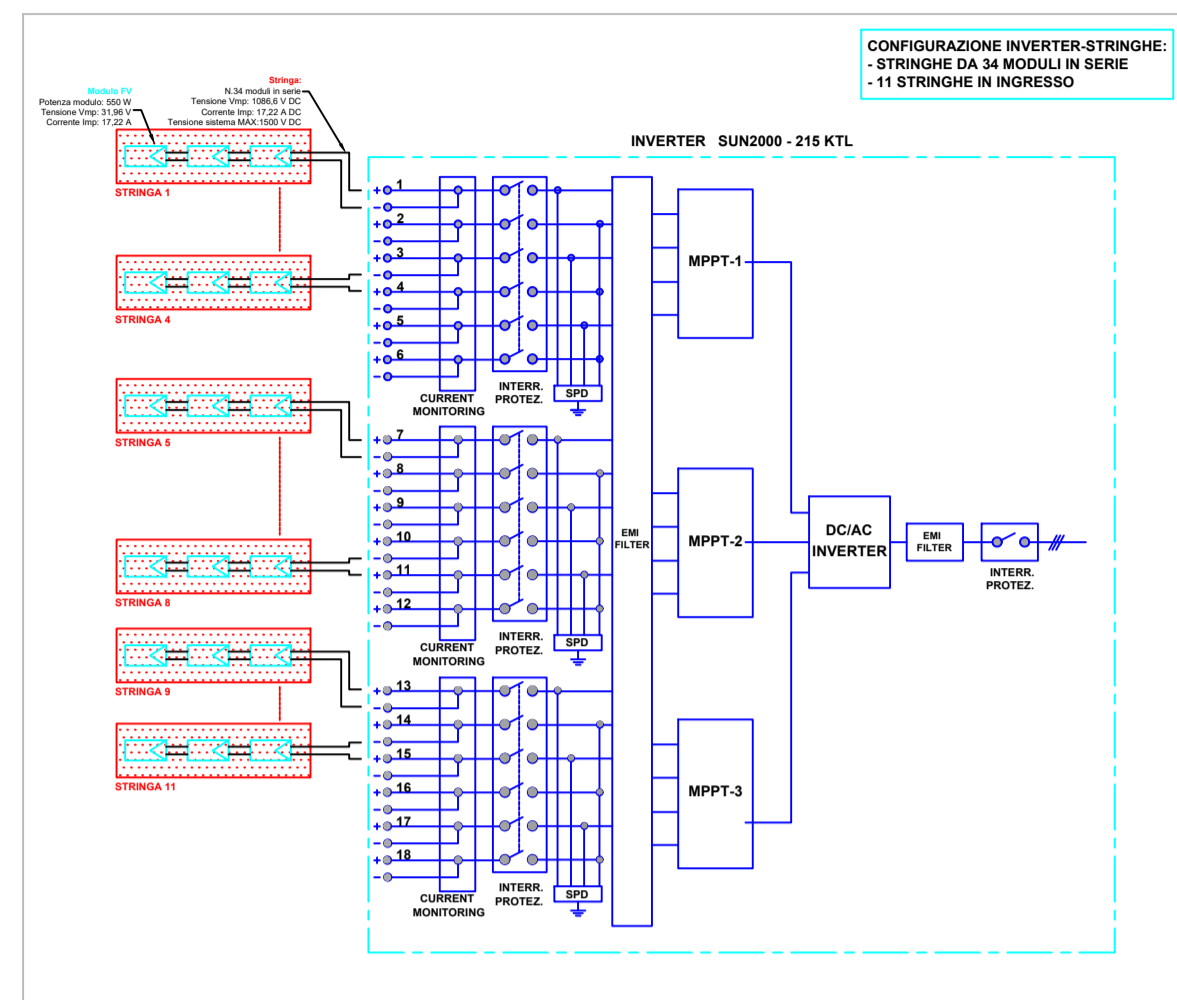 CONFIGURAZIONE INVERTER-STRINGHE:
- STRINGHE DA 34 MODULI IN SERIE
- 11 STRINGHE IN INGRESSO
Modulo FV
Potenza modulo: 550 W
Tensione Vmp: 31,96 V
Corrente Imp: 17,22 A
Stringa:
N.34 moduli in serie
Tensione Vmp: 1086,6 V DC
Corrente Imp: 17,22 A DC
Tensione sistema MAX:1500 V DC
INVERTER SUN2000 - 215 KTL
STRINGA 1
STRINGA 4
STRINGA 5
STRINGA 8
STRINGA 9
STRINGA 11
+ 1
-
+ 2
-
+ 3
-
+ 4
-
+ 5
-
+ 6
-
CURRENT
MONITORING
INTERR.
PROTEZ.
SPD
+ 7
-
+ 8
-
+ 9
-
+ 10
-
+ 11
-
+ 12
-
CURRENT
MONITORING
INTERR.
PROTEZ.
SPD
+ 13
-
+ 14
-
+ 15
-
+ 16
-
+ 17
-
+ 18
-
CURRENT
MONITORING
INTERR.
PROTEZ.
SPD
EMI
FILTER
MPPT-1
MPPT-2
MPPT-3
DC/AC
INVERTER
EMI
FILTER
INTERR.
PROTEZ.